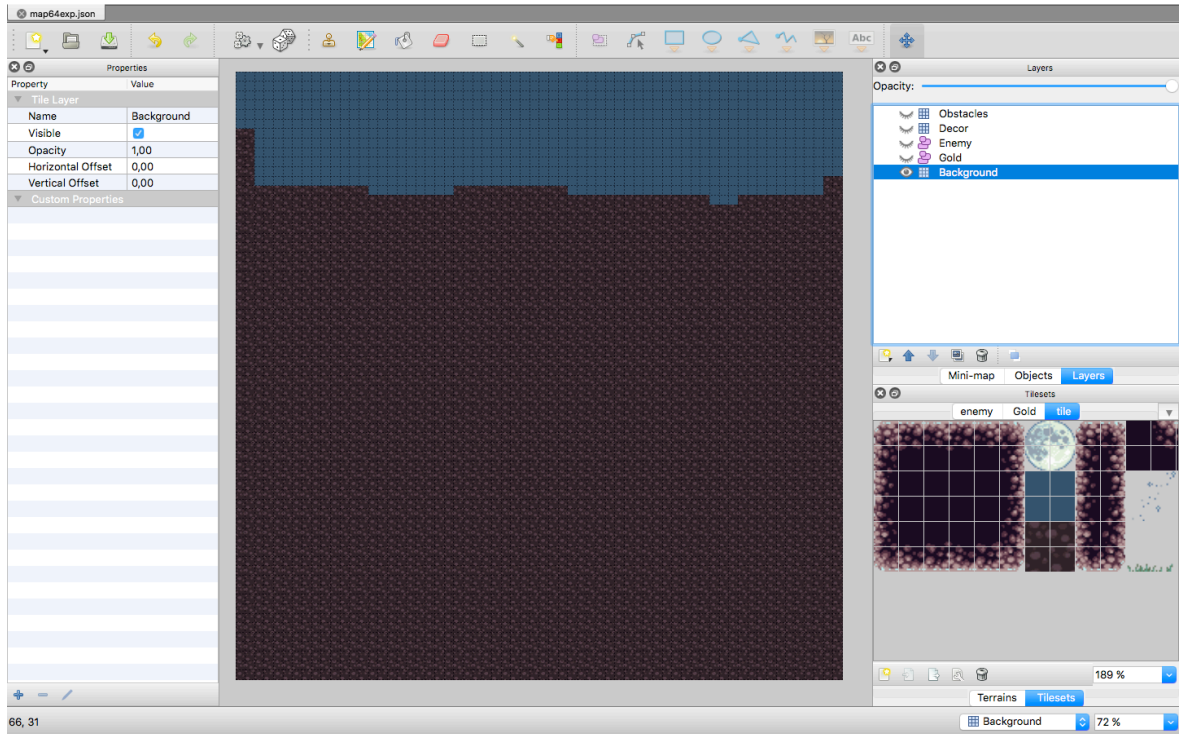 map64exp.json
Abc
Properties
Property Value
Tile Layer
Name Background
Visible
Opacity 1,00
Horizontal Offset 0,00
Vertical Offset 0,00
Custom Properties
Layers
Opacity:
Obstacles
Decor
Enemy
Gold
Background
Mini-map Objects Layers
Tilesets
enemy Gold tile
189 %
Terrains Tilesets
66, 31
Background 72 %